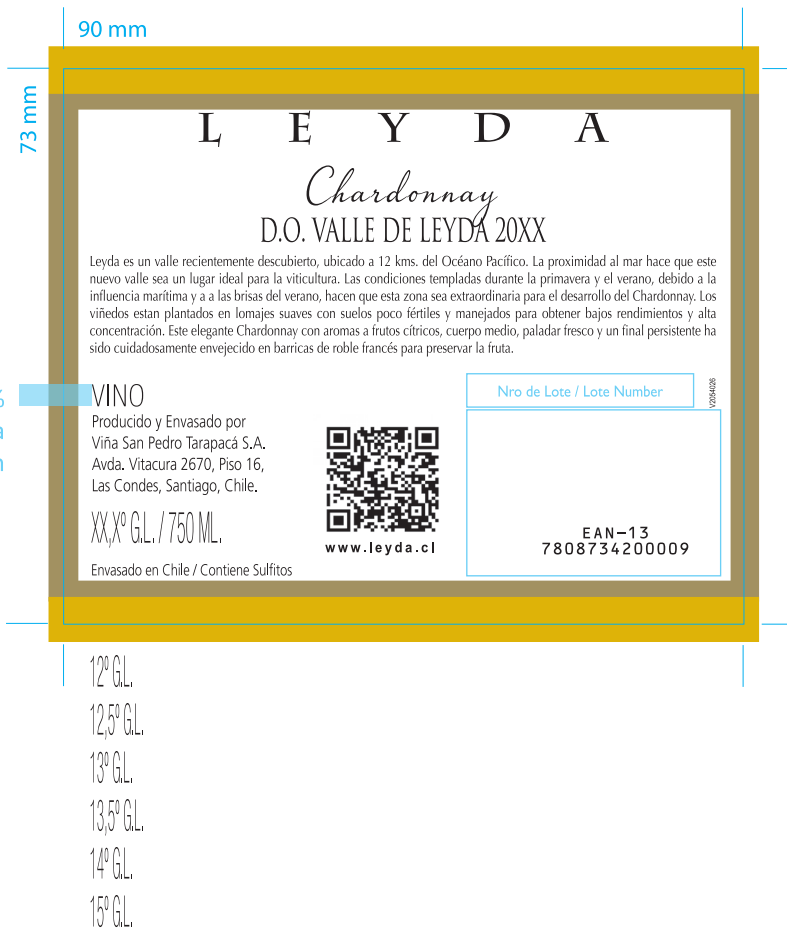 90 mm
73 mm
L E Y D A
Chardonnay
D.O. VALLE DE LEYDA 20XX
Leyda es un valle recientemente descubierto, ubicado a 12 kms. del Océano Pacífico. La proximidad al mar hace que este
nuevo valle sea un lugar ideal para la viticultura. Las condiciones templadas durante la primavera y el verano, debido a la
influencia marítima y a a las brisas del verano, hacen que esta zona sea extraordinaria para el desarrollo del Chardonnay. Los
viñedos estan plantados en lomajes suaves con suelos poco fértiles y manejados para obtener bajos rendimientos y alta
concentración. Este elegante Chardonnay con aromas a frutos cítricos, cuerpo medio, paladar fresco y un final persistente ha
sido cuidadosamente envejecido en barricas de roble francés para preservar la fruta.
VINO
Producido y Envasado por
Viña San Pedro Tarapacá S.A.
Avda. Vitacura 2670, Piso 16,
Las Condes, Santiago, Chile.
XX,Xº G.L. / 750 ML.
Envasado en Chile / Contiene Sulfitos
www.leyda.cl
Nro de Lote / Lote Number
V2054026
EAN-13
7808734200009
12º G.L.
12,5º G.L.
13º G.L.
13,5º G.L.
14º G.L.
15º G.L.